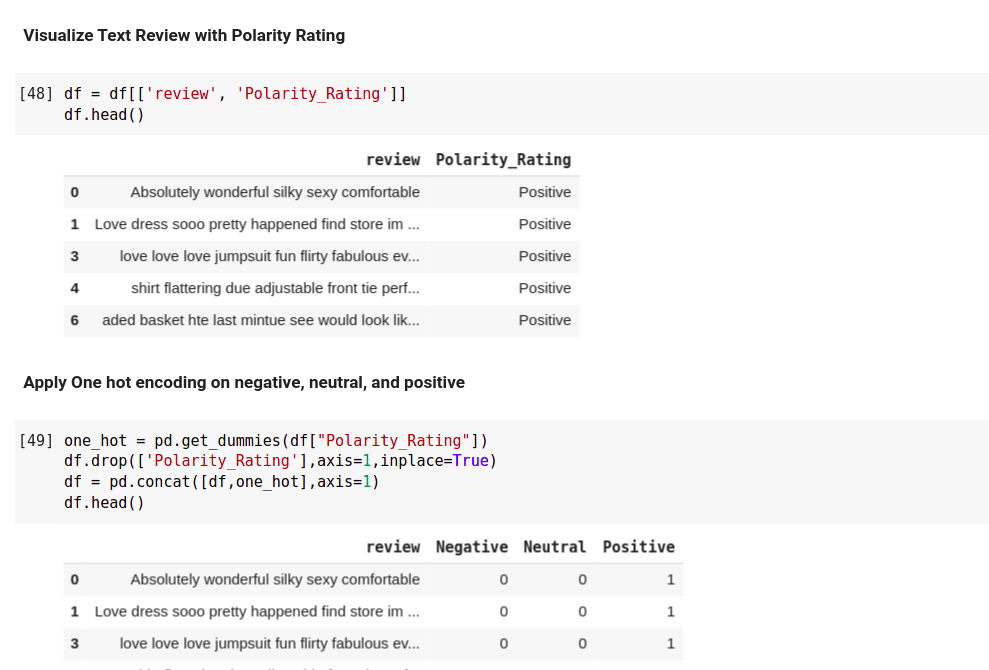 Visualize Text Review with Polarity Rating
[48] df = df[['review', 'Polarity_Rating']]
df.head()
review Polarity_Rating
0 Absolutely wonderful silky sexy comfortable Positive
1 Love dress sooo pretty happened find store im ... Positive
3 love love love jumpsuit fun flirty fabulous ev... Positive
4 shirt flattering due adjustable front tie perf... Positive
6 aded basket hte last mintue see would look lik... Positive
Apply One hot encoding on negative, neutral, and positive
[49] one_hot = pd.get_dummies(df["Polarity_Rating"])
df.drop(['Polarity_Rating'],axis=1,inplace=True)
df = pd.concat([df,one_hot],axis=1)
df.head()
review Negative Neutral Positive
0 Absolutely wonderful silky sexy comfortable 0 0 1
1 Love dress sooo pretty happened find store im ... 0 0 1
3 love love love jumpsuit fun flirty fabulous ev... 0 0 1